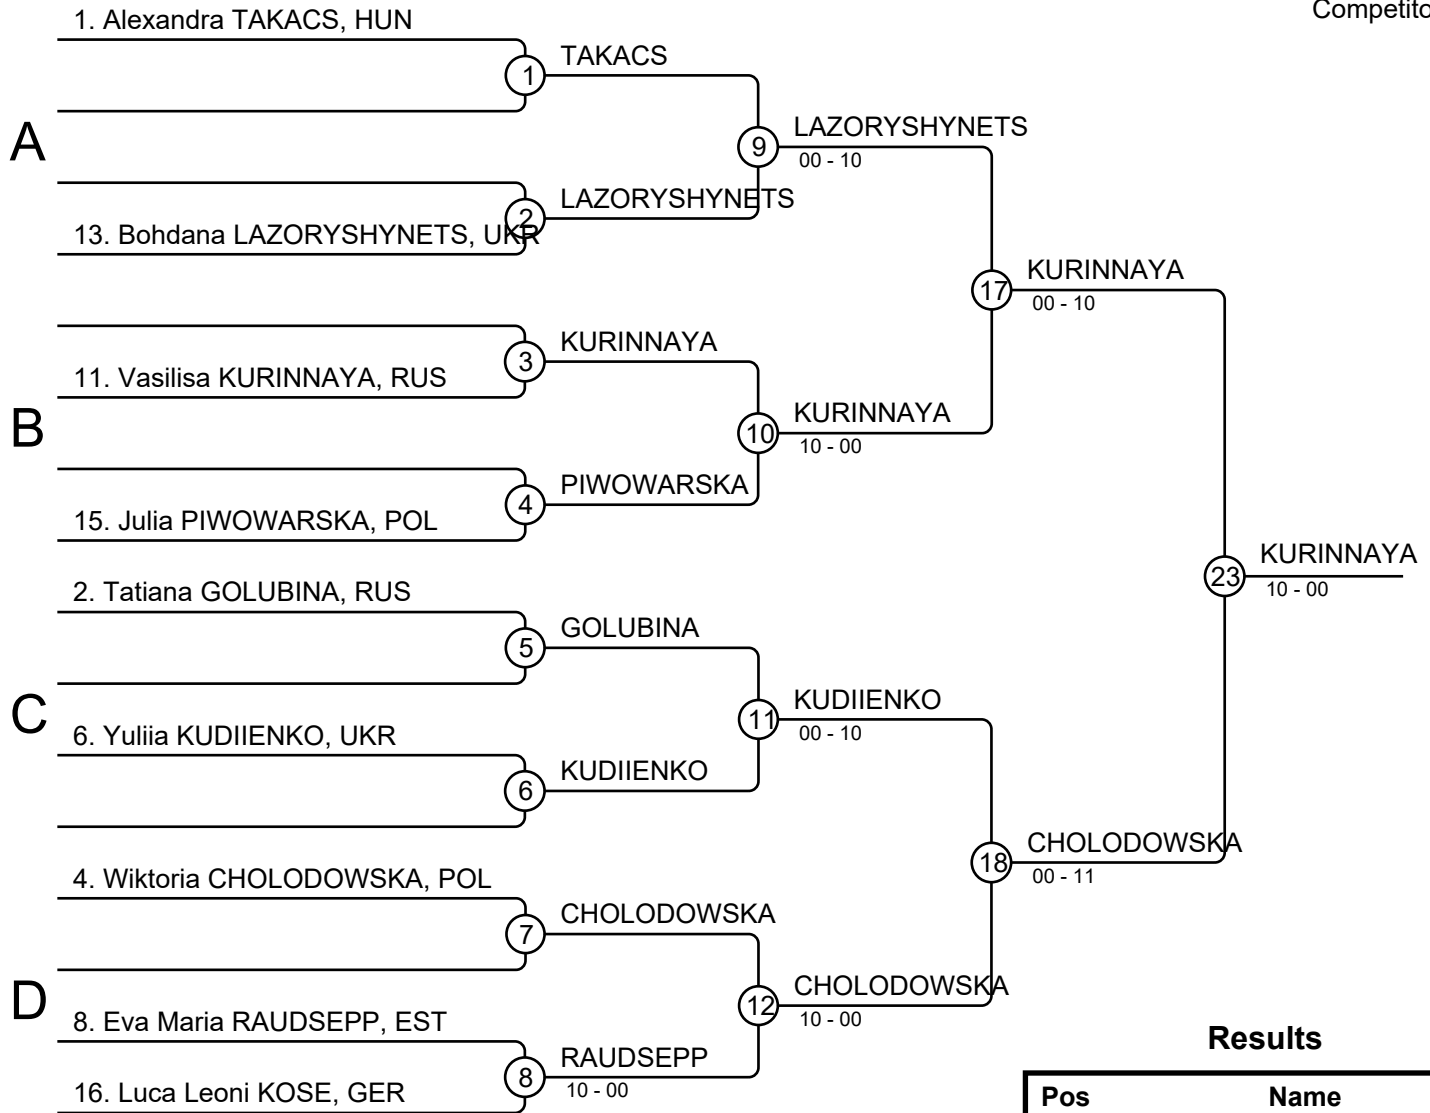 Competito
1. Alexandra TAKACS, HUN
1
TAKACS
A
9
LAZORYSHYNETS
00 - 10
2
LAZORYSHYNETS
13. Bohdana LAZORYSHYNETS, UKR
17
KURINNAYA
00 - 10
3
KURINNAYA
11. Vasilisa KURINNAYA, RUS
B
10
KURINNAYA
10 - 00
4
PIWOWARSKA
15. Julia PIWOWARSKA, POL
23
KURINNAYA
10 - 00
2. Tatiana GOLUBINA, RUS
5
GOLUBINA
C
11
KUDIIENKO
00 - 10
6. Yuliia KUDIIENKO, UKR
6
KUDIIENKO
18
CHOLODOWSKA
00 - 11
4. Wiktoria CHOLODOWSKA, POL
7
CHOLODOWSKA
D
12
CHOLODOWSKA
10 - 00
8. Eva Maria RAUDSEPP, EST
8
RAUDSEPP
10 - 00
16. Luca Leoni KOSE, GER
Results
Pos Name